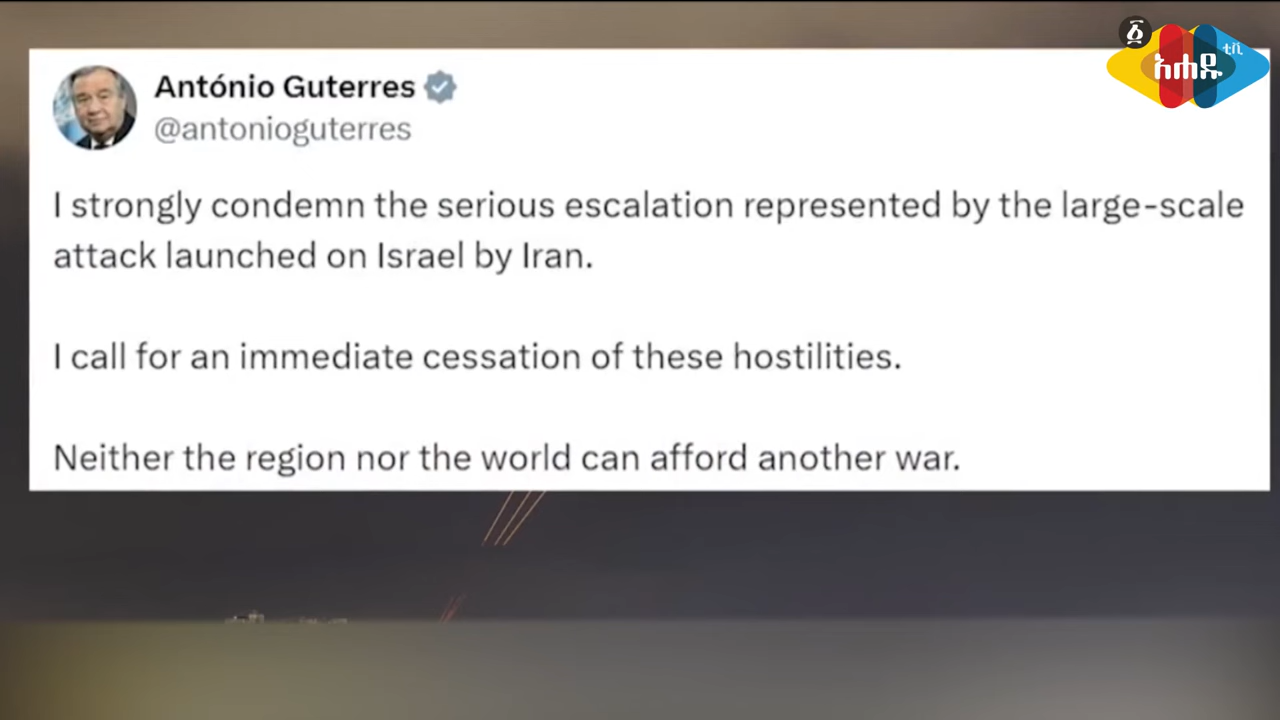 António Guterres
@antonioguterres
I strongly condemn the serious escalation represented by the large-scale
attack launched on Israel by Iran.
I call for an immediate cessation of these hostilities.
Neither the region nor the world can afford another war.
አሐዱ
ቲቪ